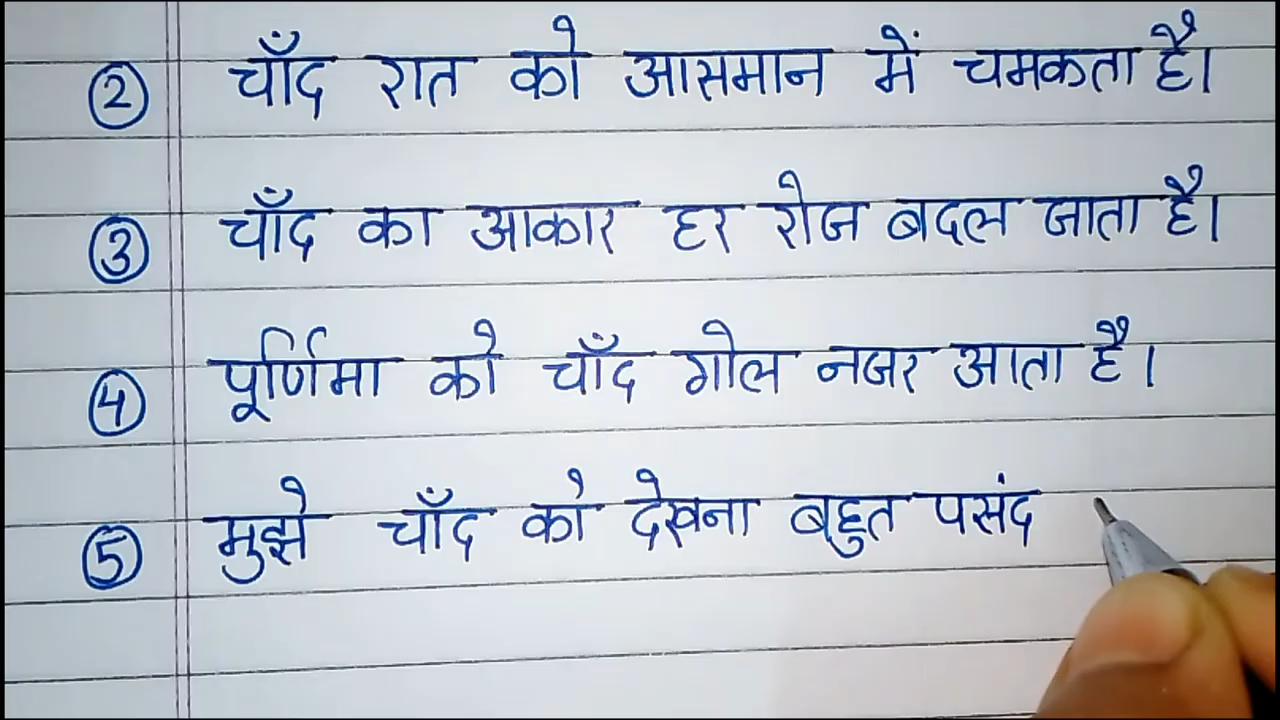 ② चाँद रात को आसमान में चमकता है।
③ चाँद का आकार हर रोज बदल जाता है।
④ पूर्णिमा को चाँद गोल नजर आता है।
⑤ मुझे चाँद को देखना बहुत पसंद